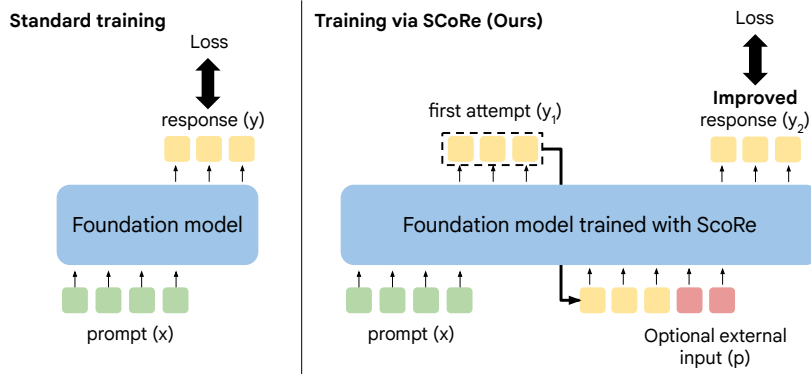 Standard training
Loss
response (y)
Foundation model
prompt (x)
Training via SCoRe (Ours)
Loss
Improved
response (y₂)
first attempt (y₁)
Foundation model trained with ScoRe
prompt (x)
Optional external
input (p)